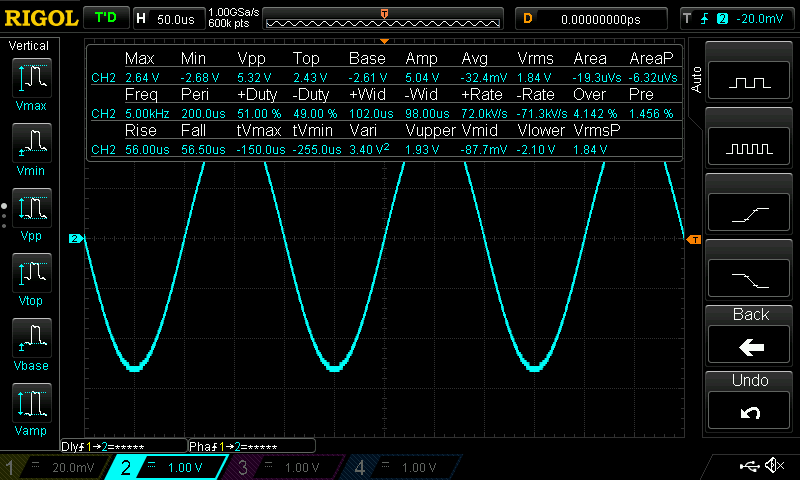 RIGOL T'D H 50.0us 1.00GSa/s 600k pts T D 0.00000000ps T 2 -20.0mV
Vertical
Max Min Vpp Top Base Amp Avg Vrms Area AreaP
CH2 2.64 V -2.68 V 5.32 V 2.43 V -2.61 V 5.04 V -32.4mV 1.84 V -19.3uVs -6.32uVs
Freq Peri +Duty -Duty +Wid -Wid +Rate -Rate Over Pre
CH2 5.00kHz 200.0us 51.00 % 49.00 % 102.0us 98.00us 72.0kV/s -71.3kV/s 4.142 % 1.456 %
Rise Fall tVmax tVmin Vari Vupper Vmid Vlower VrmsP
CH2 56.00us 56.50us -150.0us -255.0us 3.40 V² 1.93 V -87.7mV -2.10 V 1.84 V
Vmax
Vmin
Vpp
Vtop
Vbase
Vamp
2
T
Auto
Back
Undo
Dly⨍1→2=***** Pha⨍1→2=*****
1 = 20.0mV 2 = 1.00 V 3 = 1.00 V 4 = 1.00 V